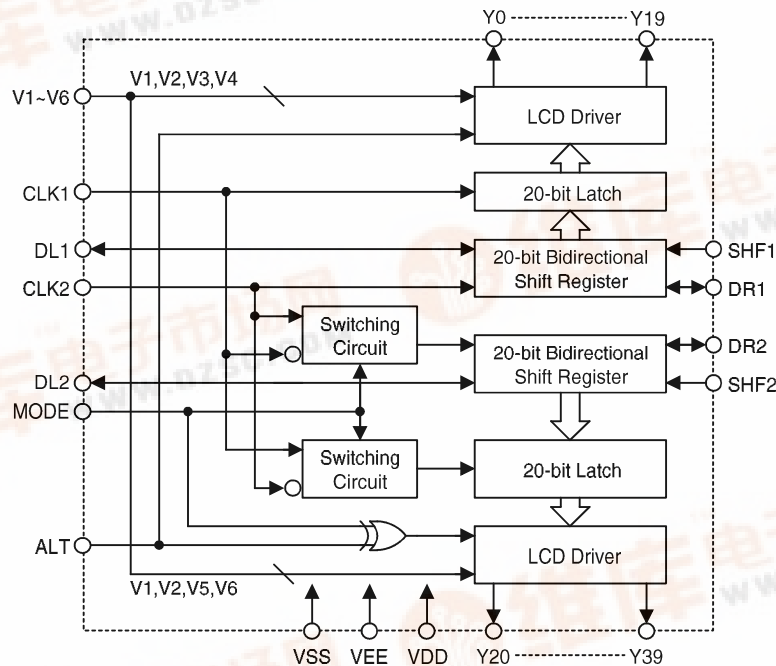 Y0 Y19
V1~V6
V1,V2,V3,V4
LCD Driver
CLK1
20-bit Latch
DL1
20-bit Bidirectional
Shift Register
SHF1
CLK2
DR1
Switching
Circuit
20-bit Bidirectional
Shift Register
DR2
DL2
SHF2
MODE
Switching
Circuit
20-bit Latch
ALT
LCD Driver
V1,V2,V5,V6
VSS VEE VDD Y20 Y39